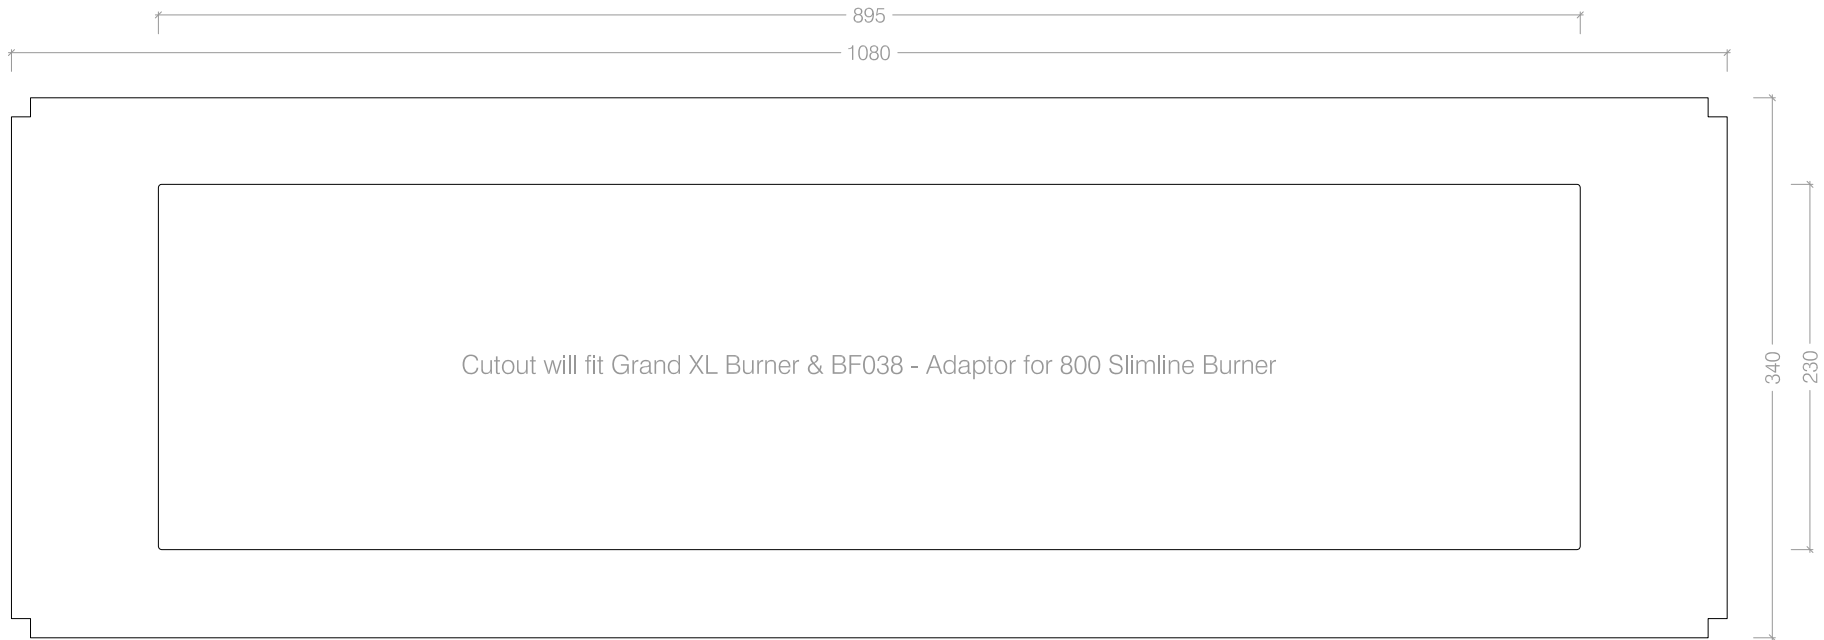 895
1080
Cutout will fit Grand XL Burner & BF038 - Adaptor for 800 Slimline Burner
340
230